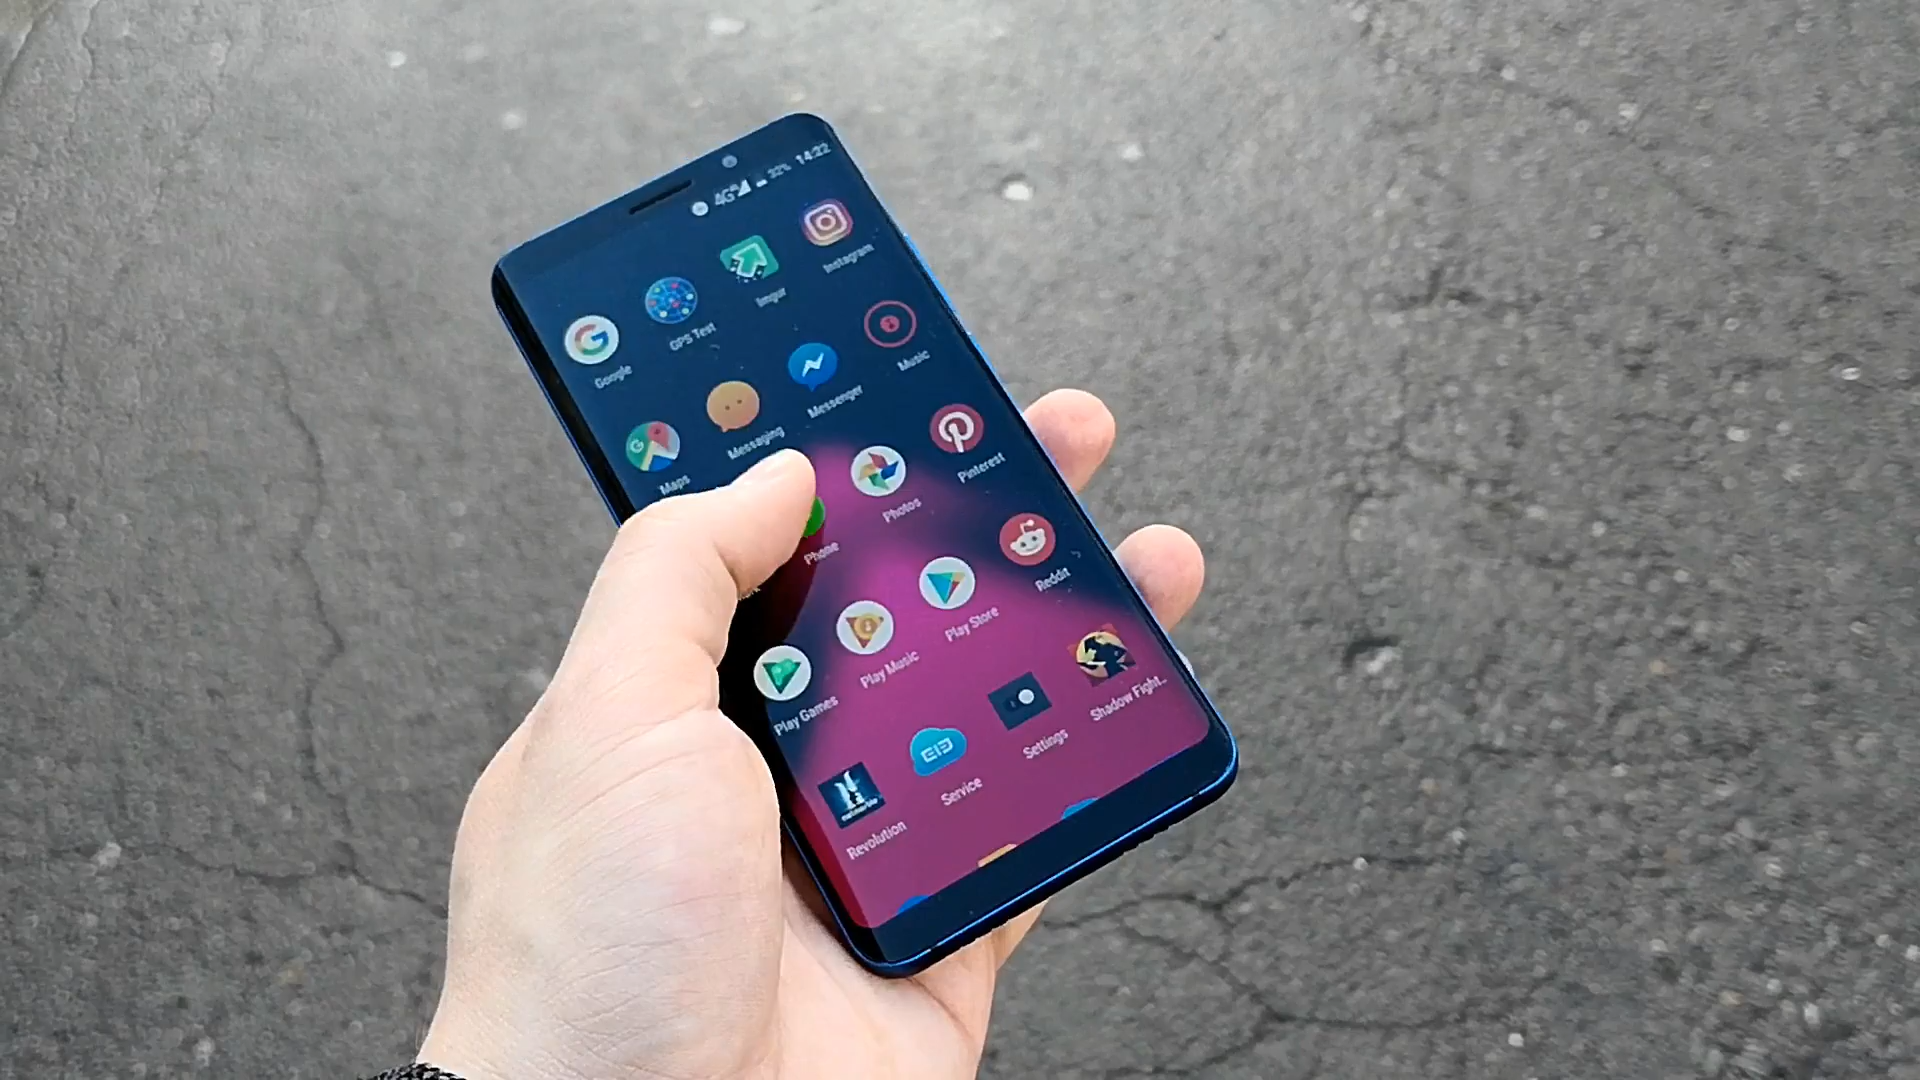 4G 32% 14:22
Google GPS Test Imgur Instagram
Maps Messaging Messenger Music
Phone Photos Pinterest
Play Games Play Music Play Store Reddit
Revolution Service Settings Shadow Fight..